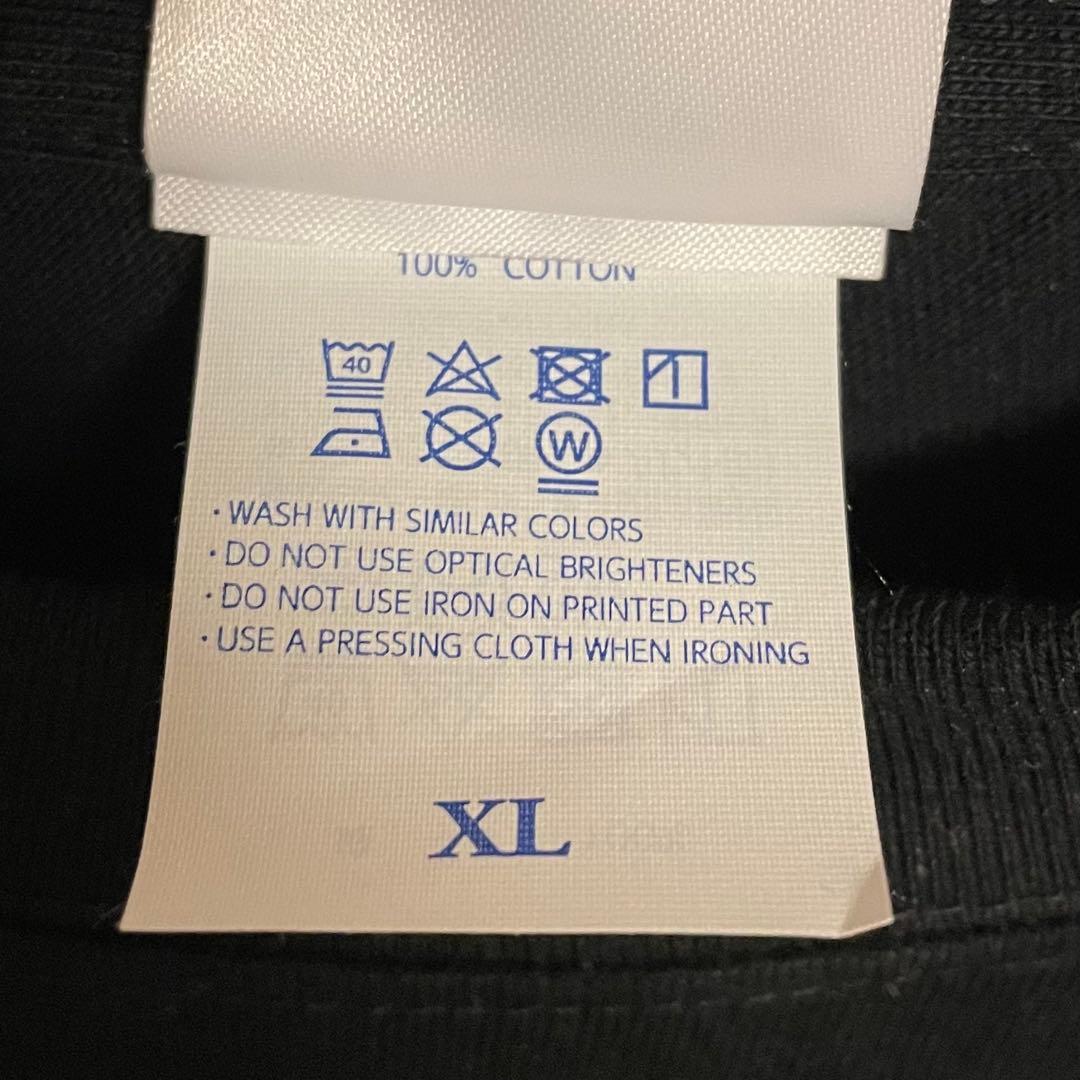 100% COTTON
40
W
· WASH WITH SIMILAR COLORS
· DO NOT USE OPTICAL BRIGHTENERS
· DO NOT USE IRON ON PRINTED PART
· USE A PRESSING CLOTH WHEN IRONING
XL